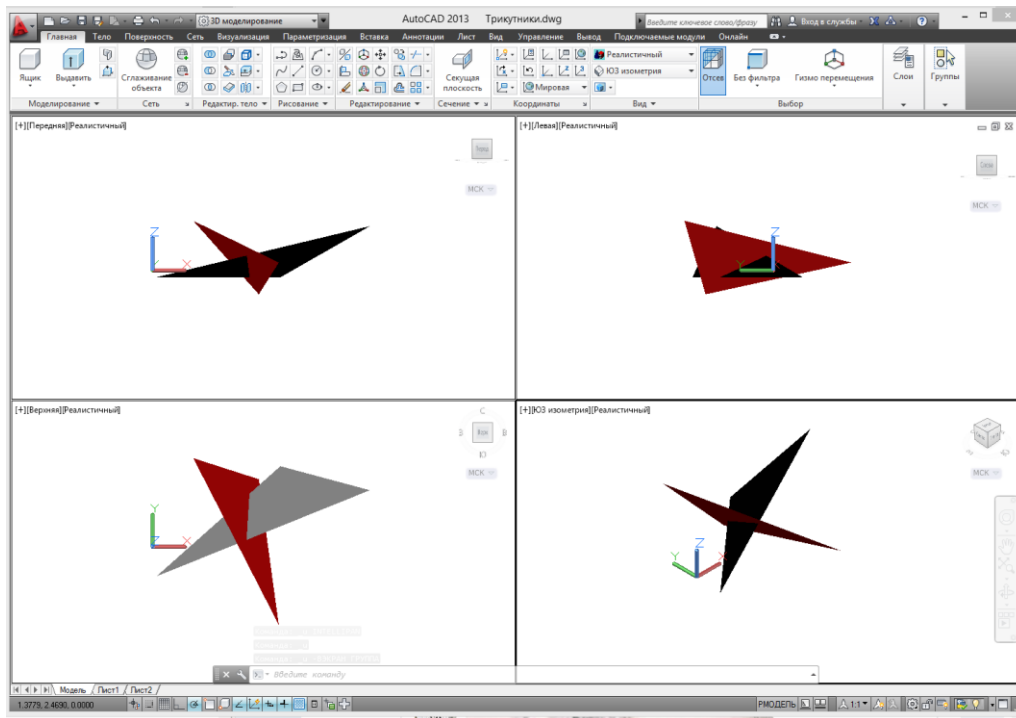 3D моделирование
AutoCAD 2013 Трикутники.dwg
Введите ключевое слово/фразу
Вход в службы
Главная Тело Поверхность Сеть Визуализация Параметризация Вставка Аннотации Лист Вид Управление Вывод Подключаемые модули Онлайн
Ящик Выдавить Сглаживание объекта Секущая плоскость Мировая Реалистичный ЮЗ изометрия Отсев Без фильтра Гизмо перемещения Слои Группы
Моделирование Сеть Редактир. тело Рисование Редактирование Сечение Координаты Вид Выбор
[+][Передняя][Реалистичный] [+][Левая][Реалистичный]
МСК МСК
Z Y X Z Y
[+][Верхняя][Реалистичный] [+][ЮЗ изометрия][Реалистичный]
С
З В
Ю
МСК МСК
Y X Z Z Y X
Введите команду
Модель Лист1 Лист2
1.3779, 2.4690, 0.0000 РМОДЕЛЬ 1:1